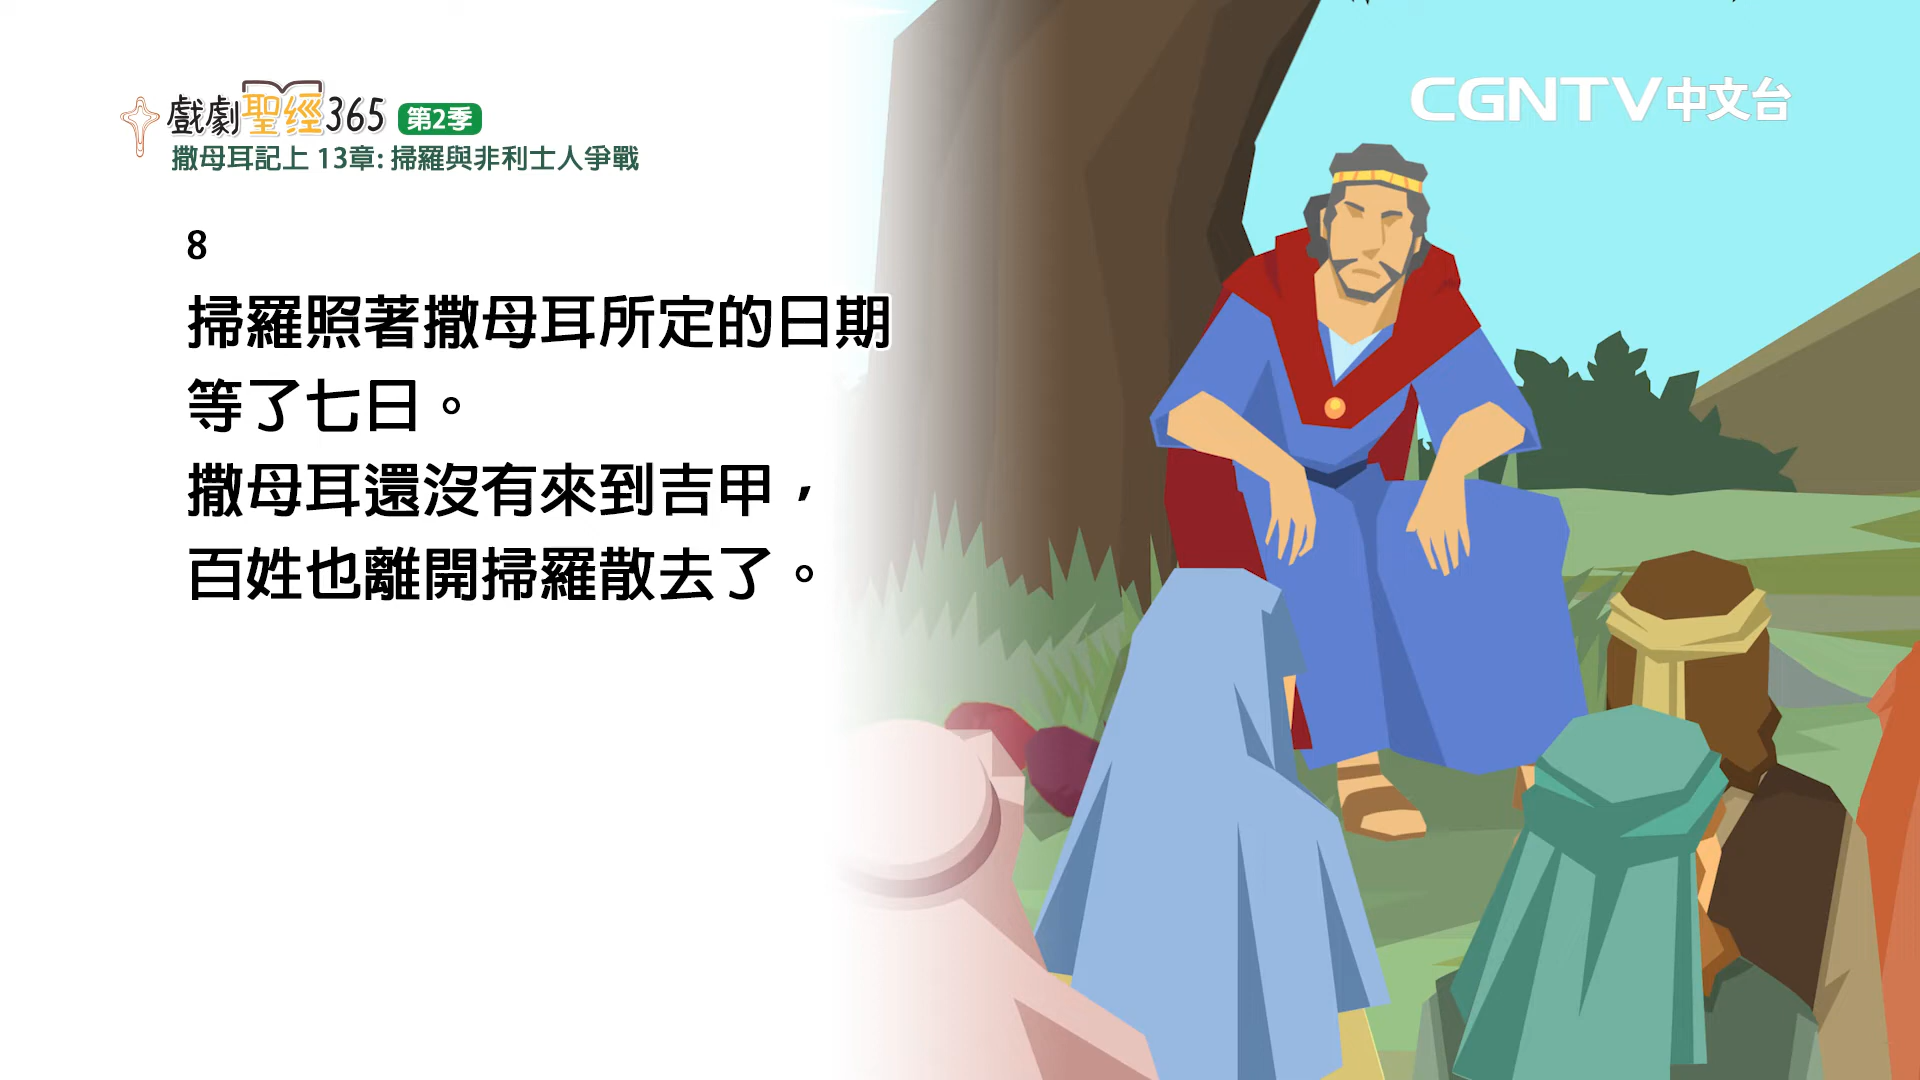 戲劇聖經365 第2季
CGNTV中文台
撒母耳記上 13章: 掃羅與非利士人爭戰
8
掃羅照著撒母耳所定的日期
等了七日。
撒母耳還沒有來到吉甲，
百姓也離開掃羅散去了。